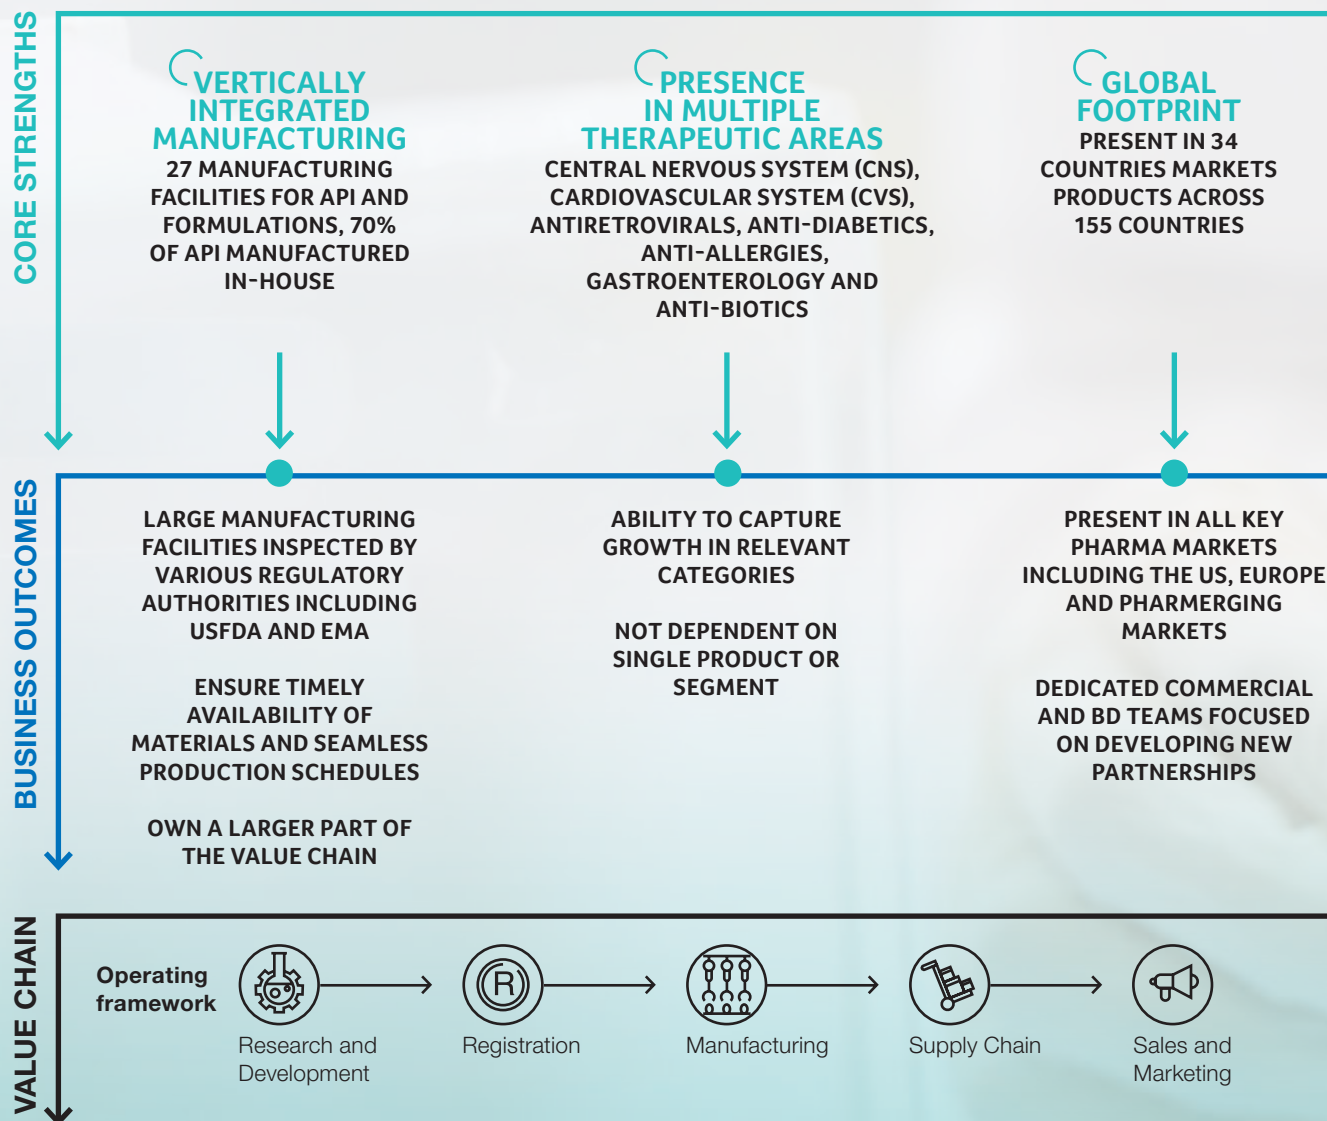 CORE STRENGTHS
VERTICALLY
INTEGRATED
MANUFACTURING
27 MANUFACTURING
FACILITIES FOR API AND
FORMULATIONS, 70%
OF API MANUFACTURED
IN-HOUSE
PRESENCE
IN MULTIPLE
THERAPEUTIC AREAS
CENTRAL NERVOUS SYSTEM (CNS),
CARDIOVASCULAR SYSTEM (CVS),
ANTIRETROVIRALS, ANTI-DIABETICS,
ANTI-ALLERGIES,
GASTROENTEROLOGY AND
ANTI-BIOTICS
GLOBAL
FOOTPRINT
PRESENT IN 34
COUNTRIES MARKETS
PRODUCTS ACROSS
155 COUNTRIES
BUSINESS OUTCOMES
LARGE MANUFACTURING
FACILITIES INSPECTED BY
VARIOUS REGULATORY
AUTHORITIES INCLUDING
USFDA AND EMA
ENSURE TIMELY
AVAILABILITY OF
MATERIALS AND SEAMLESS
PRODUCTION SCHEDULES
OWN A LARGER PART OF
THE VALUE CHAIN
ABILITY TO CAPTURE
GROWTH IN RELEVANT
CATEGORIES
NOT DEPENDENT ON
SINGLE PRODUCT OR
SEGMENT
PRESENT IN ALL KEY
PHARMA MARKETS
INCLUDING THE US, EUROPE
AND PHARMERGING
MARKETS
DEDICATED COMMERCIAL
AND BD TEAMS FOCUSED
ON DEVELOPING NEW
PARTNERSHIPS
VALUE CHAIN
Operating
framework
Research and
Development
R
Registration
Manufacturing
Supply Chain
Sales and
Marketing